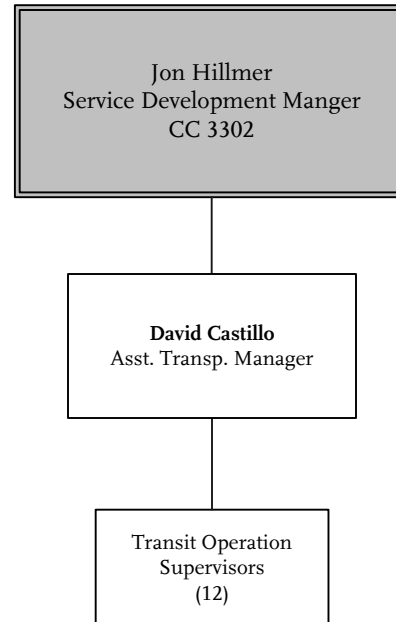 Jon Hillmer
Service Development Manger
CC 3302
David Castillo
Asst. Transp. Manager
Transit Operation
Supervisors
(12)